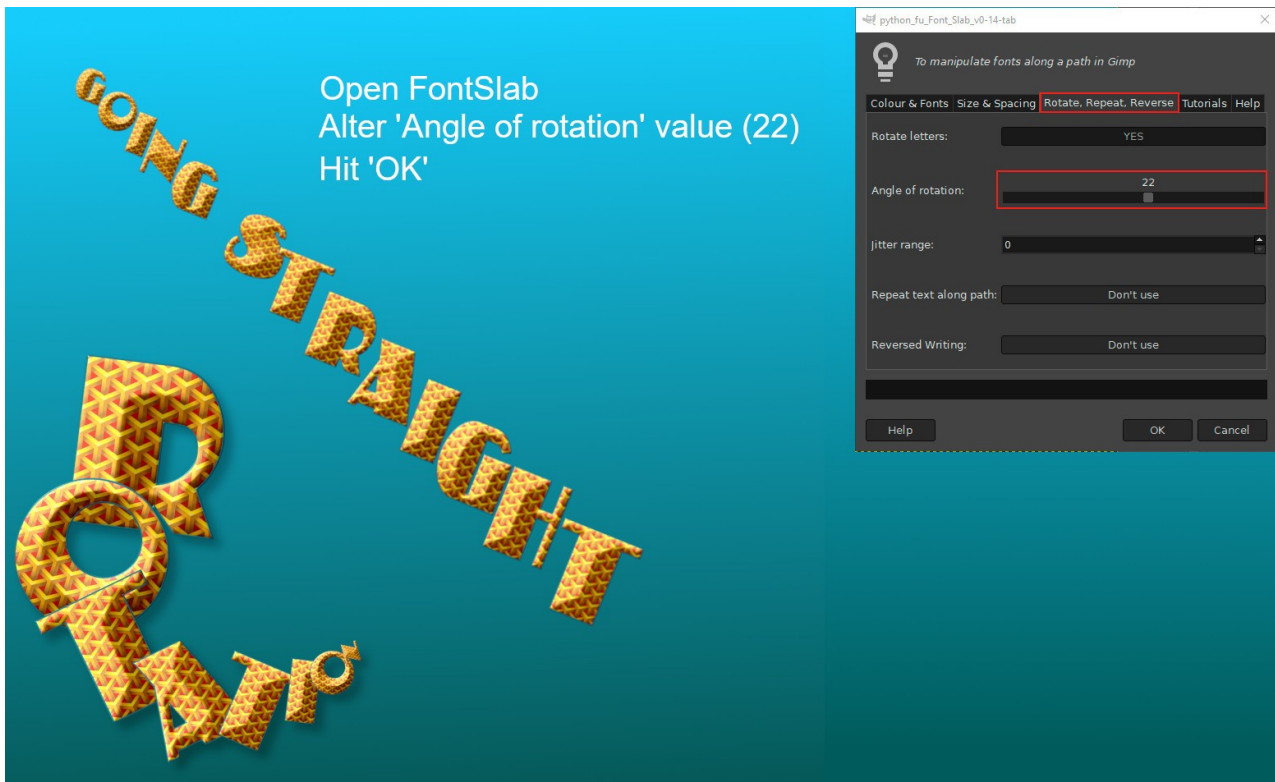 GOING STRAIGHT
Open FontSlab
Alter 'Angle of rotation' value (22)
Hit 'OK'
ROTATION
python_fu_Font_Slab_v0-14-tab
To manipulate fonts along a path in Gimp
Colour & Fonts Size & Spacing Rotate, Repeat, Reverse Tutorials Help
Rotate letters: YES
Angle of rotation: 22
Jitter range: 0
Repeat text along path: Don't use
Reversed Writing: Don't use
Help OK Cancel